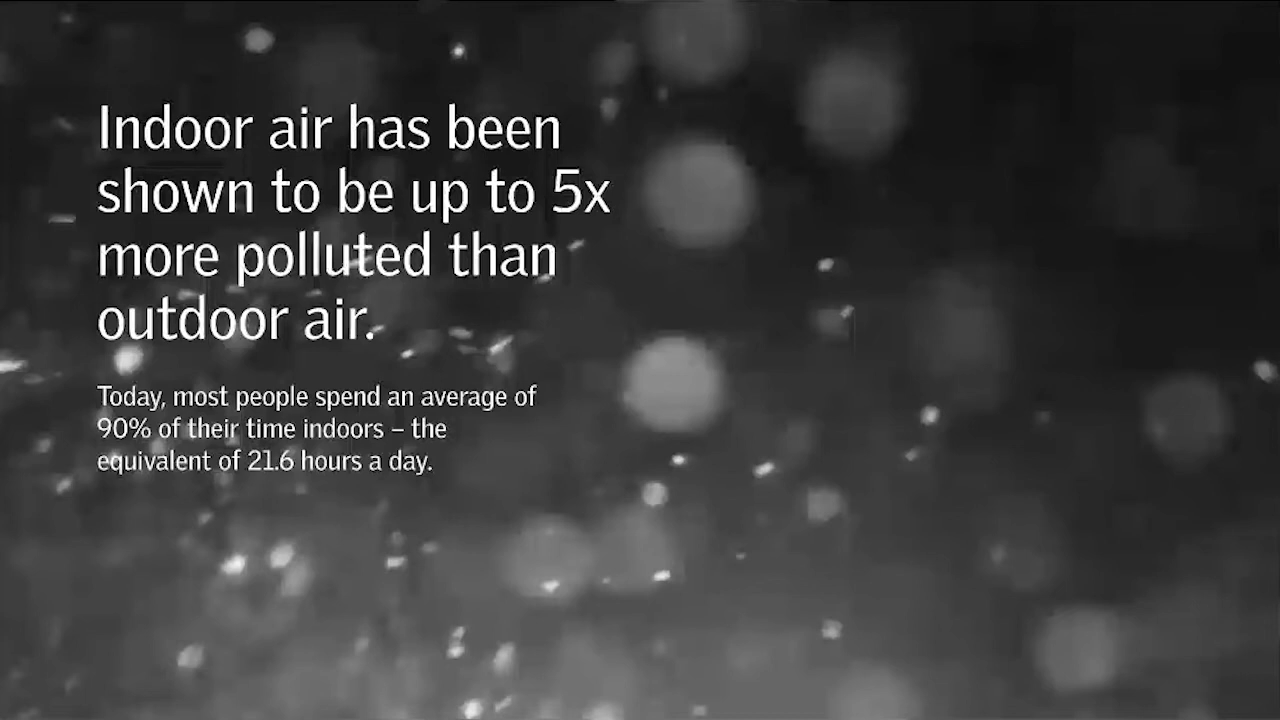 Indoor air has been
shown to be up to 5x
more polluted than
outdoor air.
Today, most people spend an average of
90% of their time indoors – the
equivalent of 21.6 hours a day.